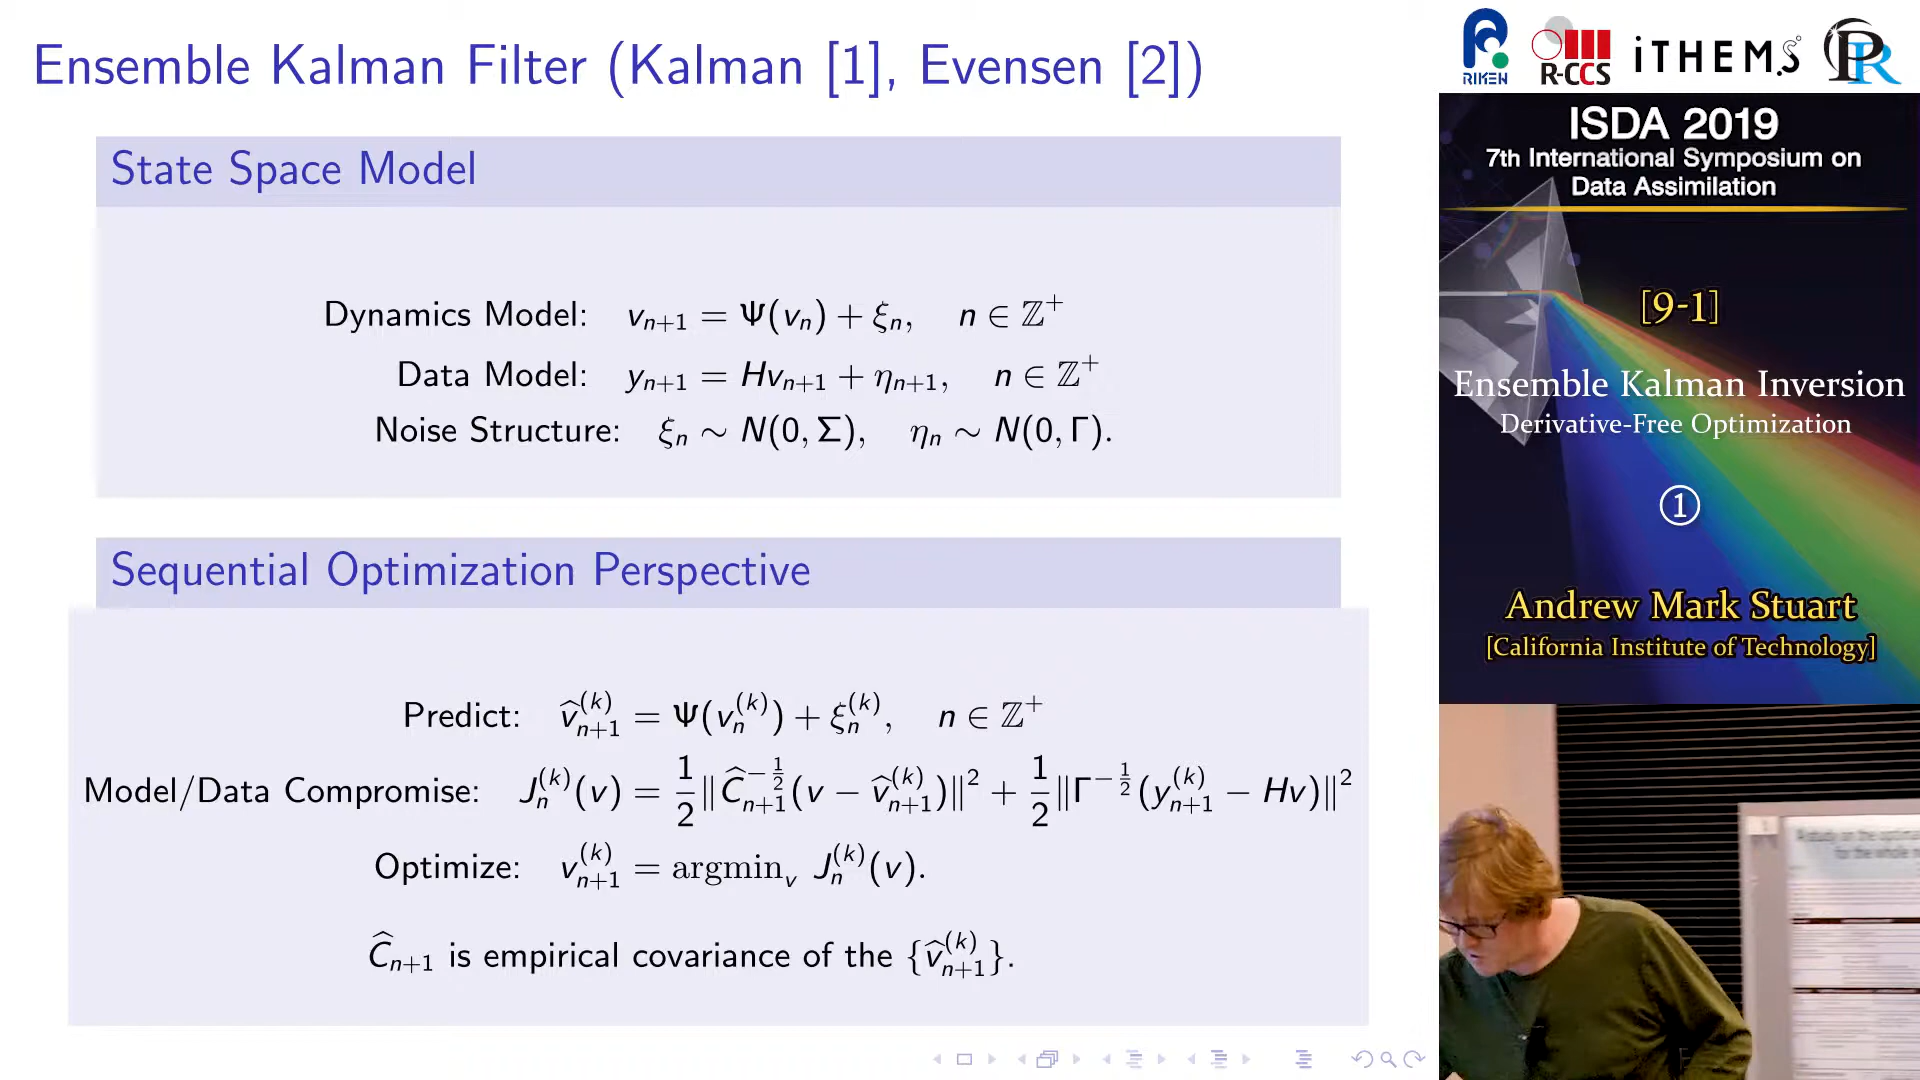 Ensemble Kalman Filter (Kalman [1], Evensen [2])
State Space Model
Dynamics Model: v_{n+1} = Ψ(v_n) + ξ_n, n ∈ ℤ⁺
Data Model: y_{n+1} = Hv_{n+1} + η_{n+1}, n ∈ ℤ⁺
Noise Structure: ξ_n ∼ N(0, Σ), η_n ∼ N(0, Γ).
Sequential Optimization Perspective
Predict: v̂_{n+1}^{(k)} = Ψ(v_n^{(k)}) + ξ_n^{(k)}, n ∈ ℤ⁺
Model/Data Compromise: J_n^{(k)}(v) = ½‖Ĉ_{n+1}^{-½}(v − v̂_{n+1}^{(k)})‖² + ½‖Γ^{-½}(y_{n+1}^{(k)} − Hv)‖²
Optimize: v_{n+1}^{(k)} = argmin_v J_n^{(k)}(v).
Ĉ_{n+1} is empirical covariance of the {v̂_{n+1}^{(k)}}.
RIKEN
R-CCS
iTHEMS
PR
ISDA 2019
7th International Symposium on
Data Assimilation
[9-1]
Ensemble Kalman Inversion
Derivative-Free Optimization
①
Andrew Mark Stuart
[California Institute of Technology]
for the whole